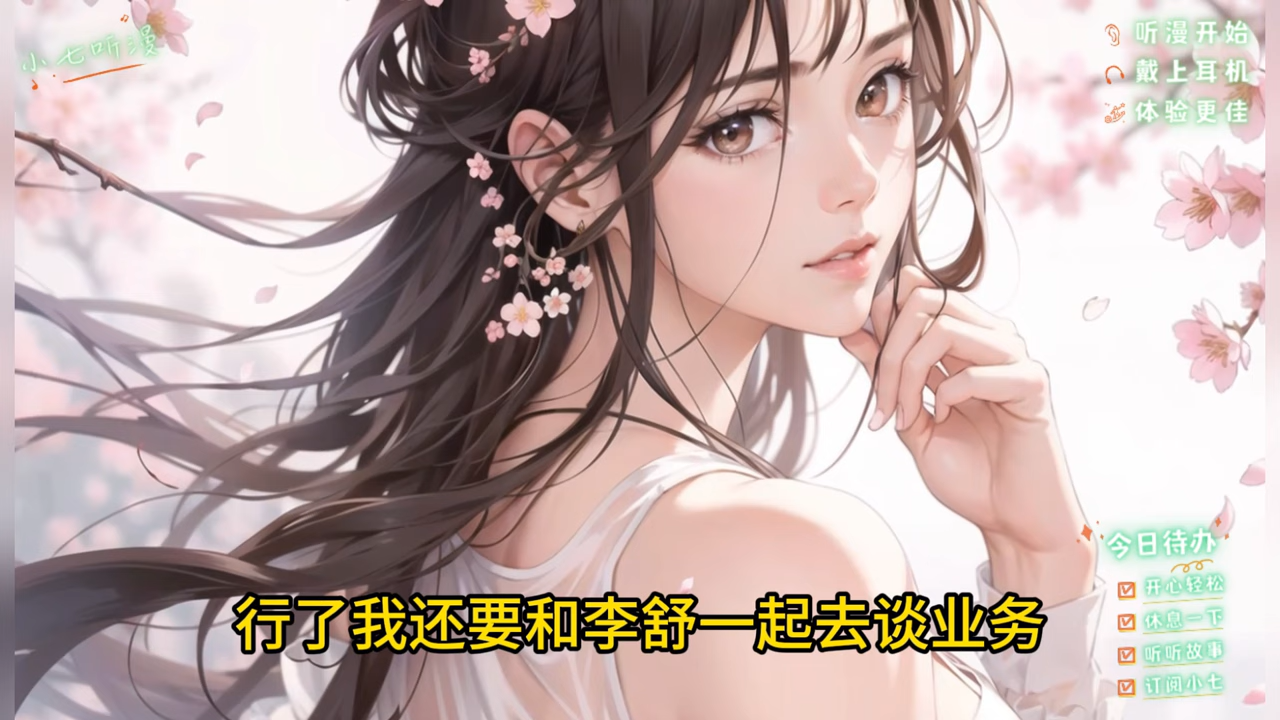 小七听漫
听漫开始
戴上耳机
体验更佳
今日待办
开心轻松
休息一下
听听故事
订阅小七
行了我还要和李舒一起去谈业务